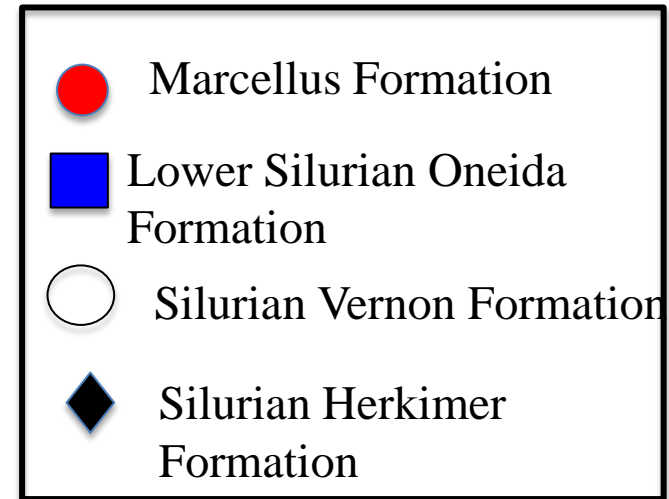 Marcellus Formation
Lower Silurian Oneida
Formation
Silurian Vernon Formation
Silurian Herkimer
Formation